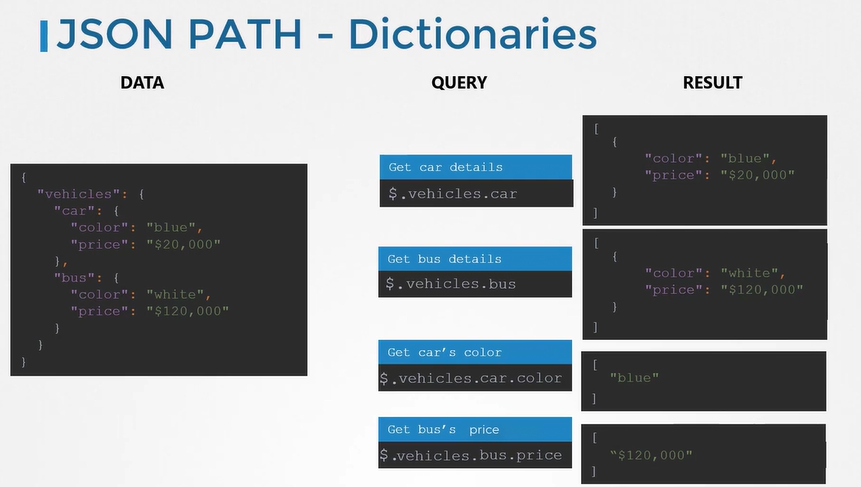 JSON PATH - Dictionaries
DATA
QUERY
RESULT
{
"vehicles": {
"car": {
"color": "blue",
"price": "$20,000"
},
"bus": {
"color": "white",
"price": "$120,000"
}
}
}
Get car details
$.vehicles.car
Get bus details
$.vehicles.bus
Get car’s color
$.vehicles.car.color
Get bus’s price
$.vehicles.bus.price
[
{
"color": "blue",
"price": "$20,000"
}
]
[
{
"color": "white",
"price": "$120,000"
}
]
[
"blue"
]
[
“$120,000"
]